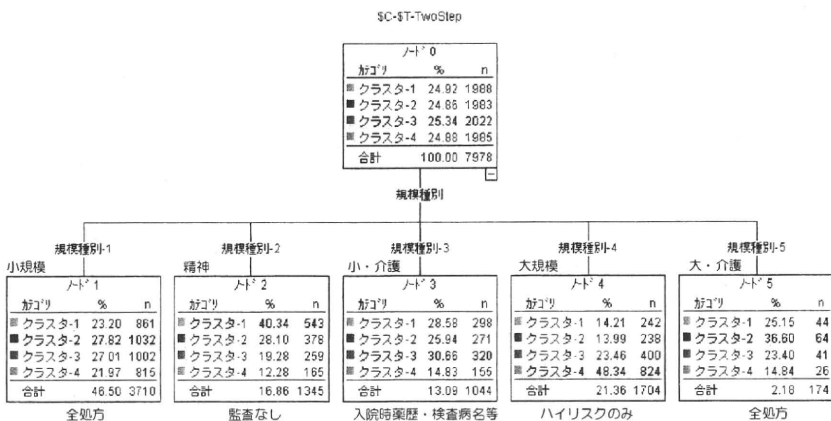 $C-$T-TwoStep
ノード 0
カテゴリ % n
クラスタ-1 24.92 1988
クラスタ-2 24.86 1983
クラスタ-3 25.34 2022
クラスタ-4 24.88 1985
合計 100.00 7978
規模種別
規模種別-1
小規模
ノード 1
カテゴリ % n
クラスタ-1 23.20 861
クラスタ-2 27.82 1032
クラスタ-3 27.01 1002
クラスタ-4 21.97 815
合計 46.50 3710
全処方
規模種別-2
精神
ノード 2
カテゴリ % n
クラスタ-1 40.34 543
クラスタ-2 28.10 378
クラスタ-3 19.28 259
クラスタ-4 12.28 165
合計 16.86 1345
監査なし
規模種別-3
小・介護
ノード 3
カテゴリ % n
クラスタ-1 28.58 298
クラスタ-2 25.94 271
クラスタ-3 30.66 320
クラスタ-4 14.83 155
合計 13.09 1044
入院時薬歴・検査病名等
規模種別-4
大規模
ノード 4
カテゴリ % n
クラスタ-1 14.21 242
クラスタ-2 13.99 238
クラスタ-3 23.46 400
クラスタ-4 48.34 824
合計 21.36 1704
ハイリスクのみ
規模種別-5
大・介護
ノード 5
カテゴリ % n
クラスタ-1 25.15 44
クラスタ-2 36.60 64
クラスタ-3 23.40 41
クラスタ-4 14.84 26
合計 2.18 174
全処方